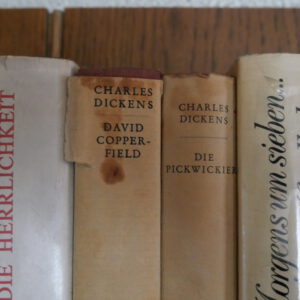 DIE HERRLICHKEIT
CHARLES
DICKENS
DAVID
COPPER-
FIELD
CHARLES
DICKENS
DIE
PICKWICKIER
Morgens um sieben...